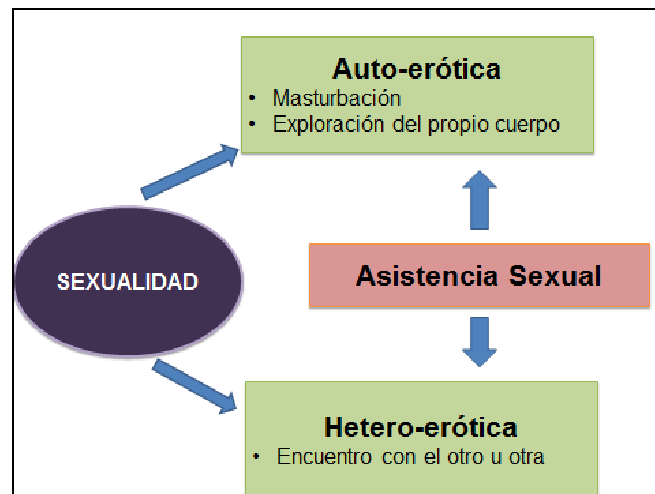 Auto-erótica
• Masturbación
• Exploración del propio cuerpo
SEXUALIDAD
Asistencia Sexual
Hetero-erótica
• Encuentro con el otro u otra